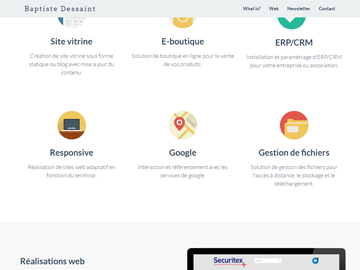 Baptiste Dessaint
What is? Web Newsletter Contact
Site vitrine
Création de site vitrine sous forme
statique ou blog avec mise à jour du
contenu.
E-boutique
Solution de boutique en ligne pour la vente
de vos produits.
ERP/CRM
Installation et paramétrage d'ERP/CRM
pour votre entreprise ou association.
Responsive
Réalisation de sites web adaptatif en
fonction du terminal.
Google
Interaction et référencement avec les
services de google.
Gestion de fichiers
Solution de gestion des fichiers pour
l'accès à distance, le stockage et le
téléchargement.
Réalisations web
Securitex